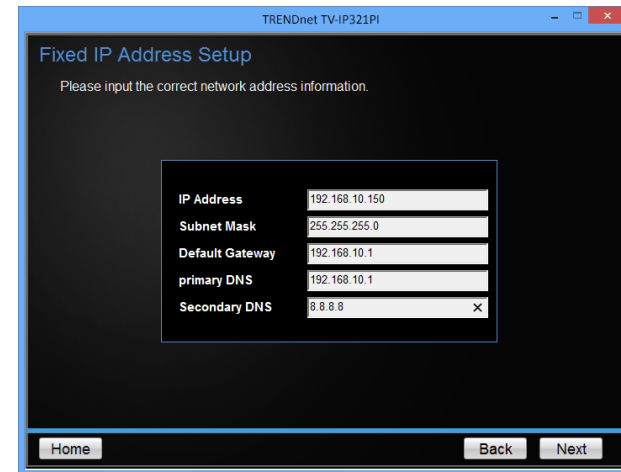 TRENDnet TV-IP321PI
Fixed IP Address Setup
Please input the correct network address information.
IP Address 192.168.10.150
Subnet Mask 255.255.255.0
Default Gateway 192.168.10.1
primary DNS 192.168.10.1
Secondary DNS 8.8.8.8
Home Back Next